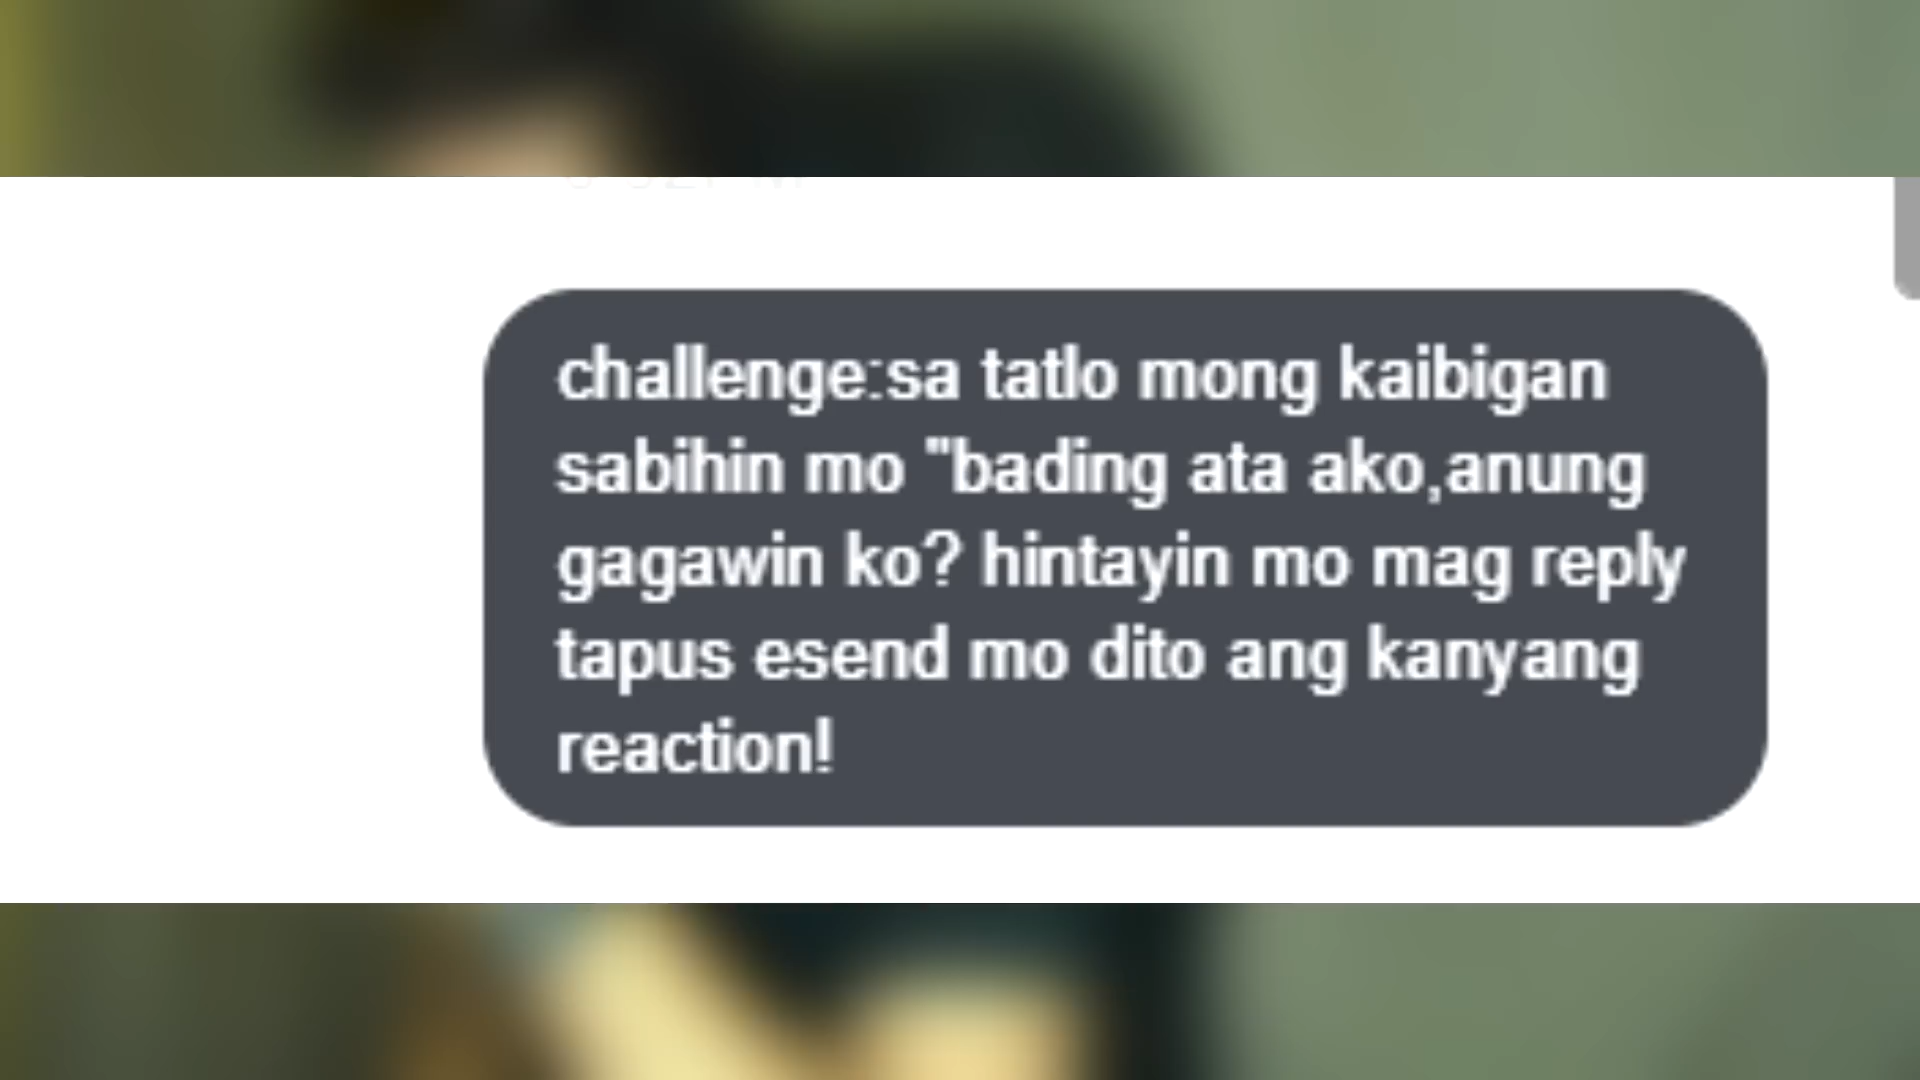 challenge:sa tatlo mong kaibigan
sabihin mo "bading ata ako,anung
gagawin ko? hintayin mo mag reply
tapus esend mo dito ang kanyang
reaction!